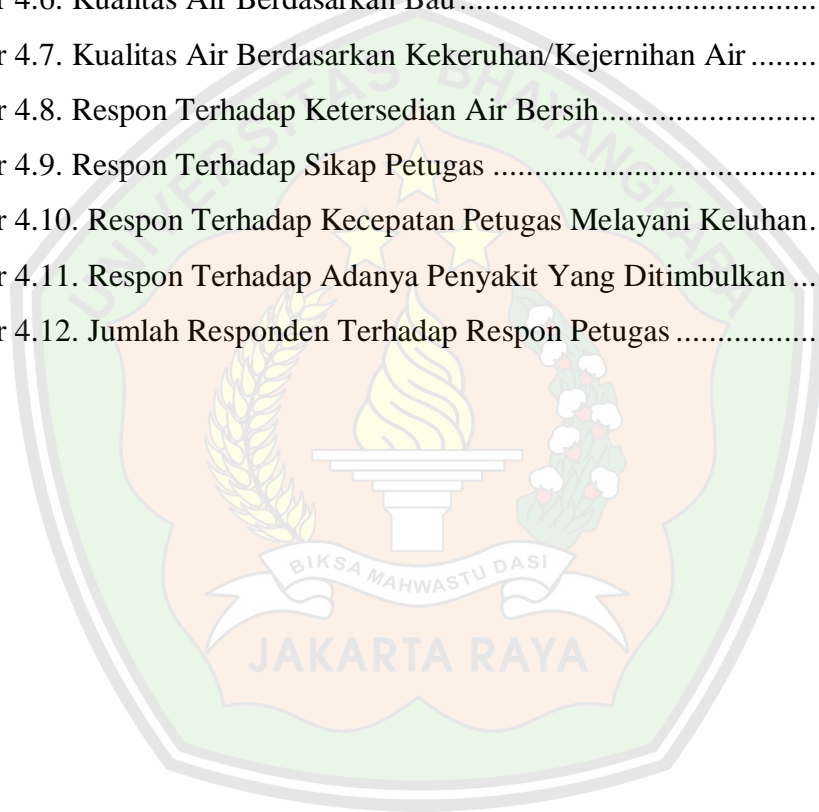 r 4.6. Kualitas Air Berdasarkan Bau................................................
r 4.7. Kualitas Air Berdasarkan Kekeruhan/Kejernihan Air........
r 4.8. Respon Terhadap Ketersedian Air Bersih..........................
r 4.9. Respon Terhadap Sikap Petugas .......................................
r 4.10. Respon Terhadap Kecepatan Petugas Melayani Keluhan.
r 4.11. Respon Terhadap Adanya Penyakit Yang Ditimbulkan ...
r 4.12. Jumlah Responden Terhadap Respon Petugas.................
UNIVERSITAS BHAYANGKARA
BIKSA MAHWASTU DASI
JAKARTA RAYA